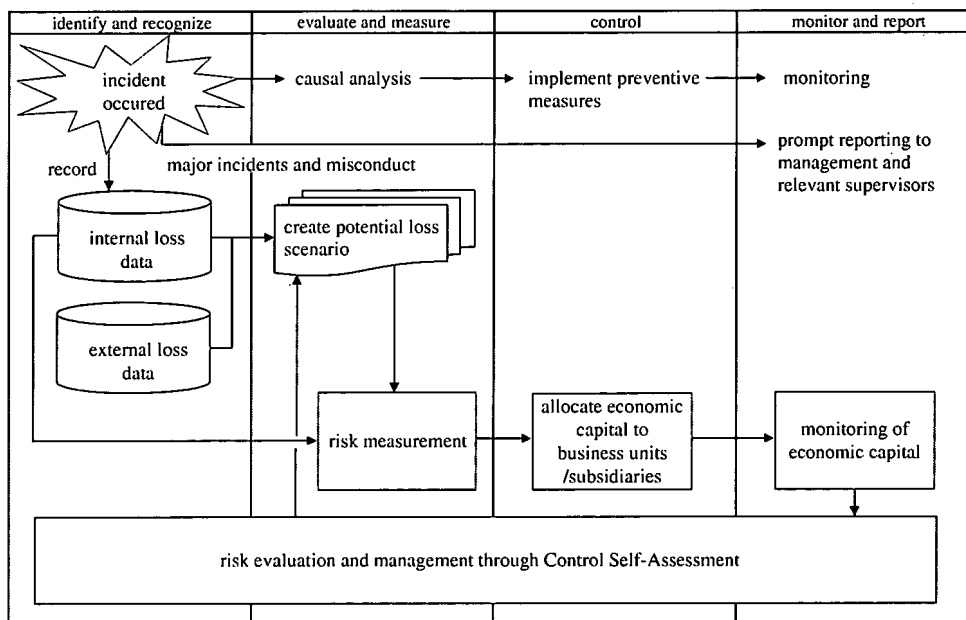 identify and recognize
evaluate and measure
control
monitor and report
incident
occured
causal analysis
implement preventive
measures
monitoring
prompt reporting to
management and
relevant supervisors
record
major incidents and misconduct
internal loss
data
create potential loss
scenario
external loss
data
risk measurement
allocate economic
capital to
business units
/subsidiaries
monitoring of
economic capital
risk evaluation and management through Control Self-Assessment